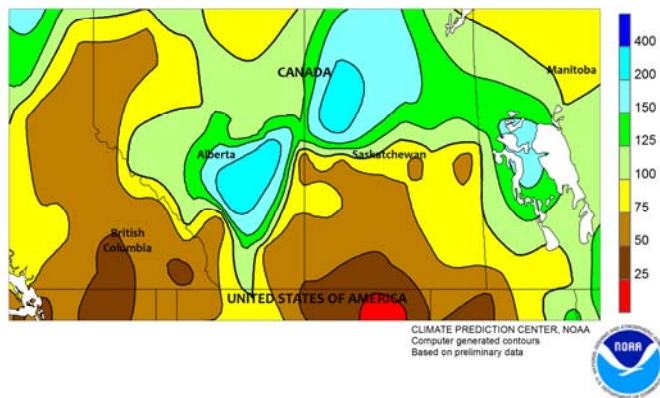 CANADA
Manitoba
Alberta
Saskatchewan
British
Columbia
UNITED STATES OF AMERICA
400
200
150
125
100
75
50
25
CLIMATE PREDICTION CENTER, NOAA
Computer generated contours
Based on preliminary data
NOAA